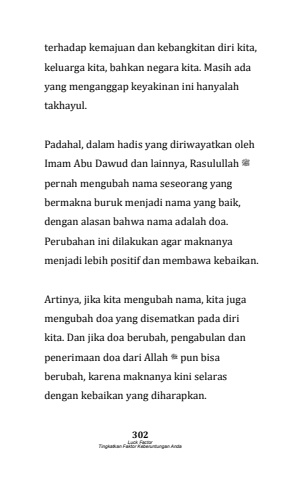 terhadap kemajuan dan kebangkitan diri kita,
keluarga kita, bahkan negara kita. Masih ada
yang menganggap keyakinan ini hanyalah
takhayul.
Padahal, dalam hadis yang diriwayatkan oleh
Imam Abu Dawud dan lainnya, Rasulullah ﷺ
pernah mengubah nama seseorang yang
bermakna buruk menjadi nama yang baik,
dengan alasan bahwa nama adalah doa.
Perubahan ini dilakukan agar maknanya
menjadi lebih positif dan membawa kebaikan.
Artinya, jika kita mengubah nama, kita juga
mengubah doa yang disematkan pada diri
kita. Dan jika doa berubah, pengabulan dan
penerimaan doa dari Allah ﷻ pun bisa
berubah, karena maknanya kini selaras
dengan kebaikan yang diharapkan.
302
Luck Factor
Tingkatkan Faktor Keberuntungan Anda